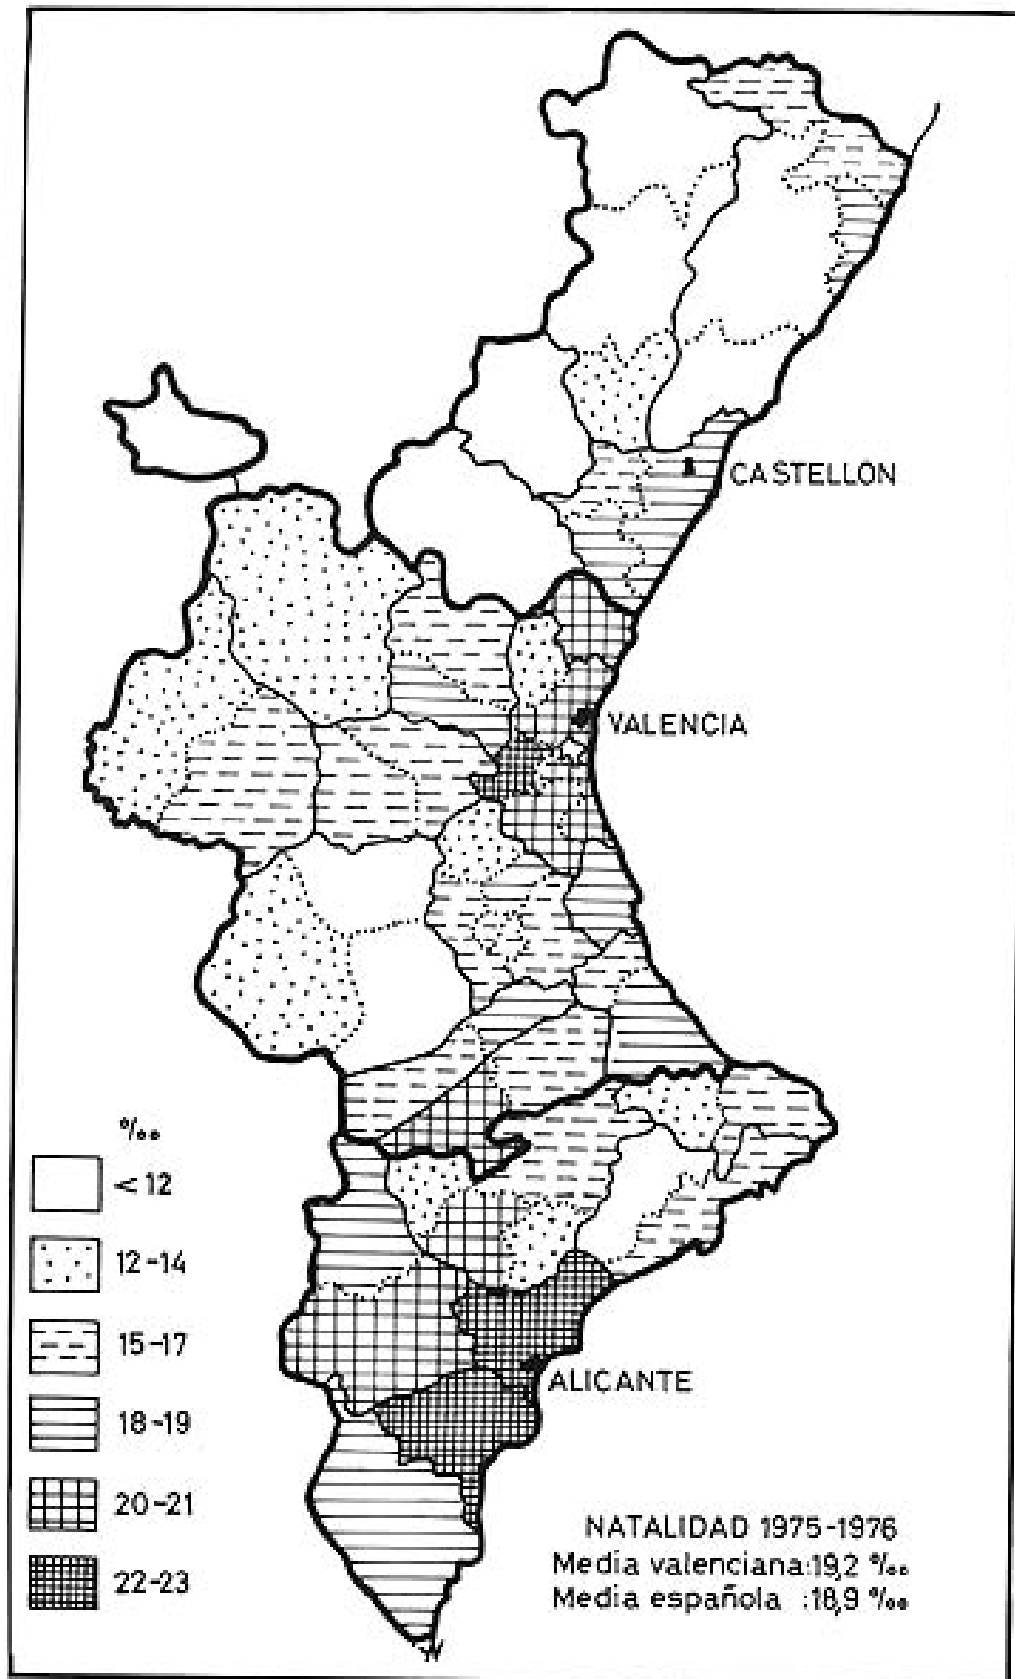 CASTELLON
VALENCIA
ALICANTE
‰
< 12
12-14
15-17
18-19
20-21
22-23
NATALIDAD 1975-1976
Media valenciana:19,2 ‰
Media española :18,9 ‰